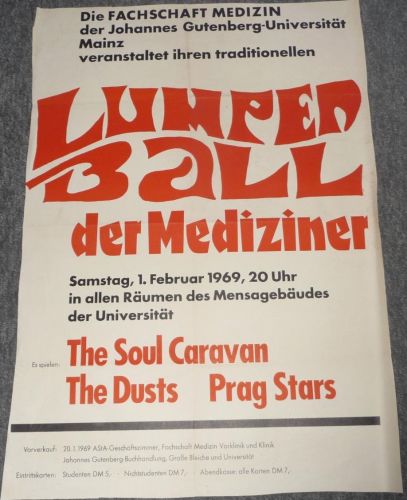 Die FACHSCHAFT MEDIZIN
der Johannes Gutenberg-Universität
Mainz
veranstaltet ihren traditionellen
LUMPEN
BALL
der Mediziner
Samstag, 1. Februar 1969, 20 Uhr
in allen Räumen des Mensagebäudes
der Universität
Es spielen: The Soul Caravan
The Dusts Prag Stars
Vorverkauf: 20.1.1969 AStA Geschäftszimmer, Fachschaft Medizin Vorklinik und Klinik
Johannes Gutenberg Buchhandlung, Große Bleiche und Universität
Eintrittskarten: Studenten DM 5,- Nichtstudenten DM 7,- Abendkasse: alle Karten DM 7,-